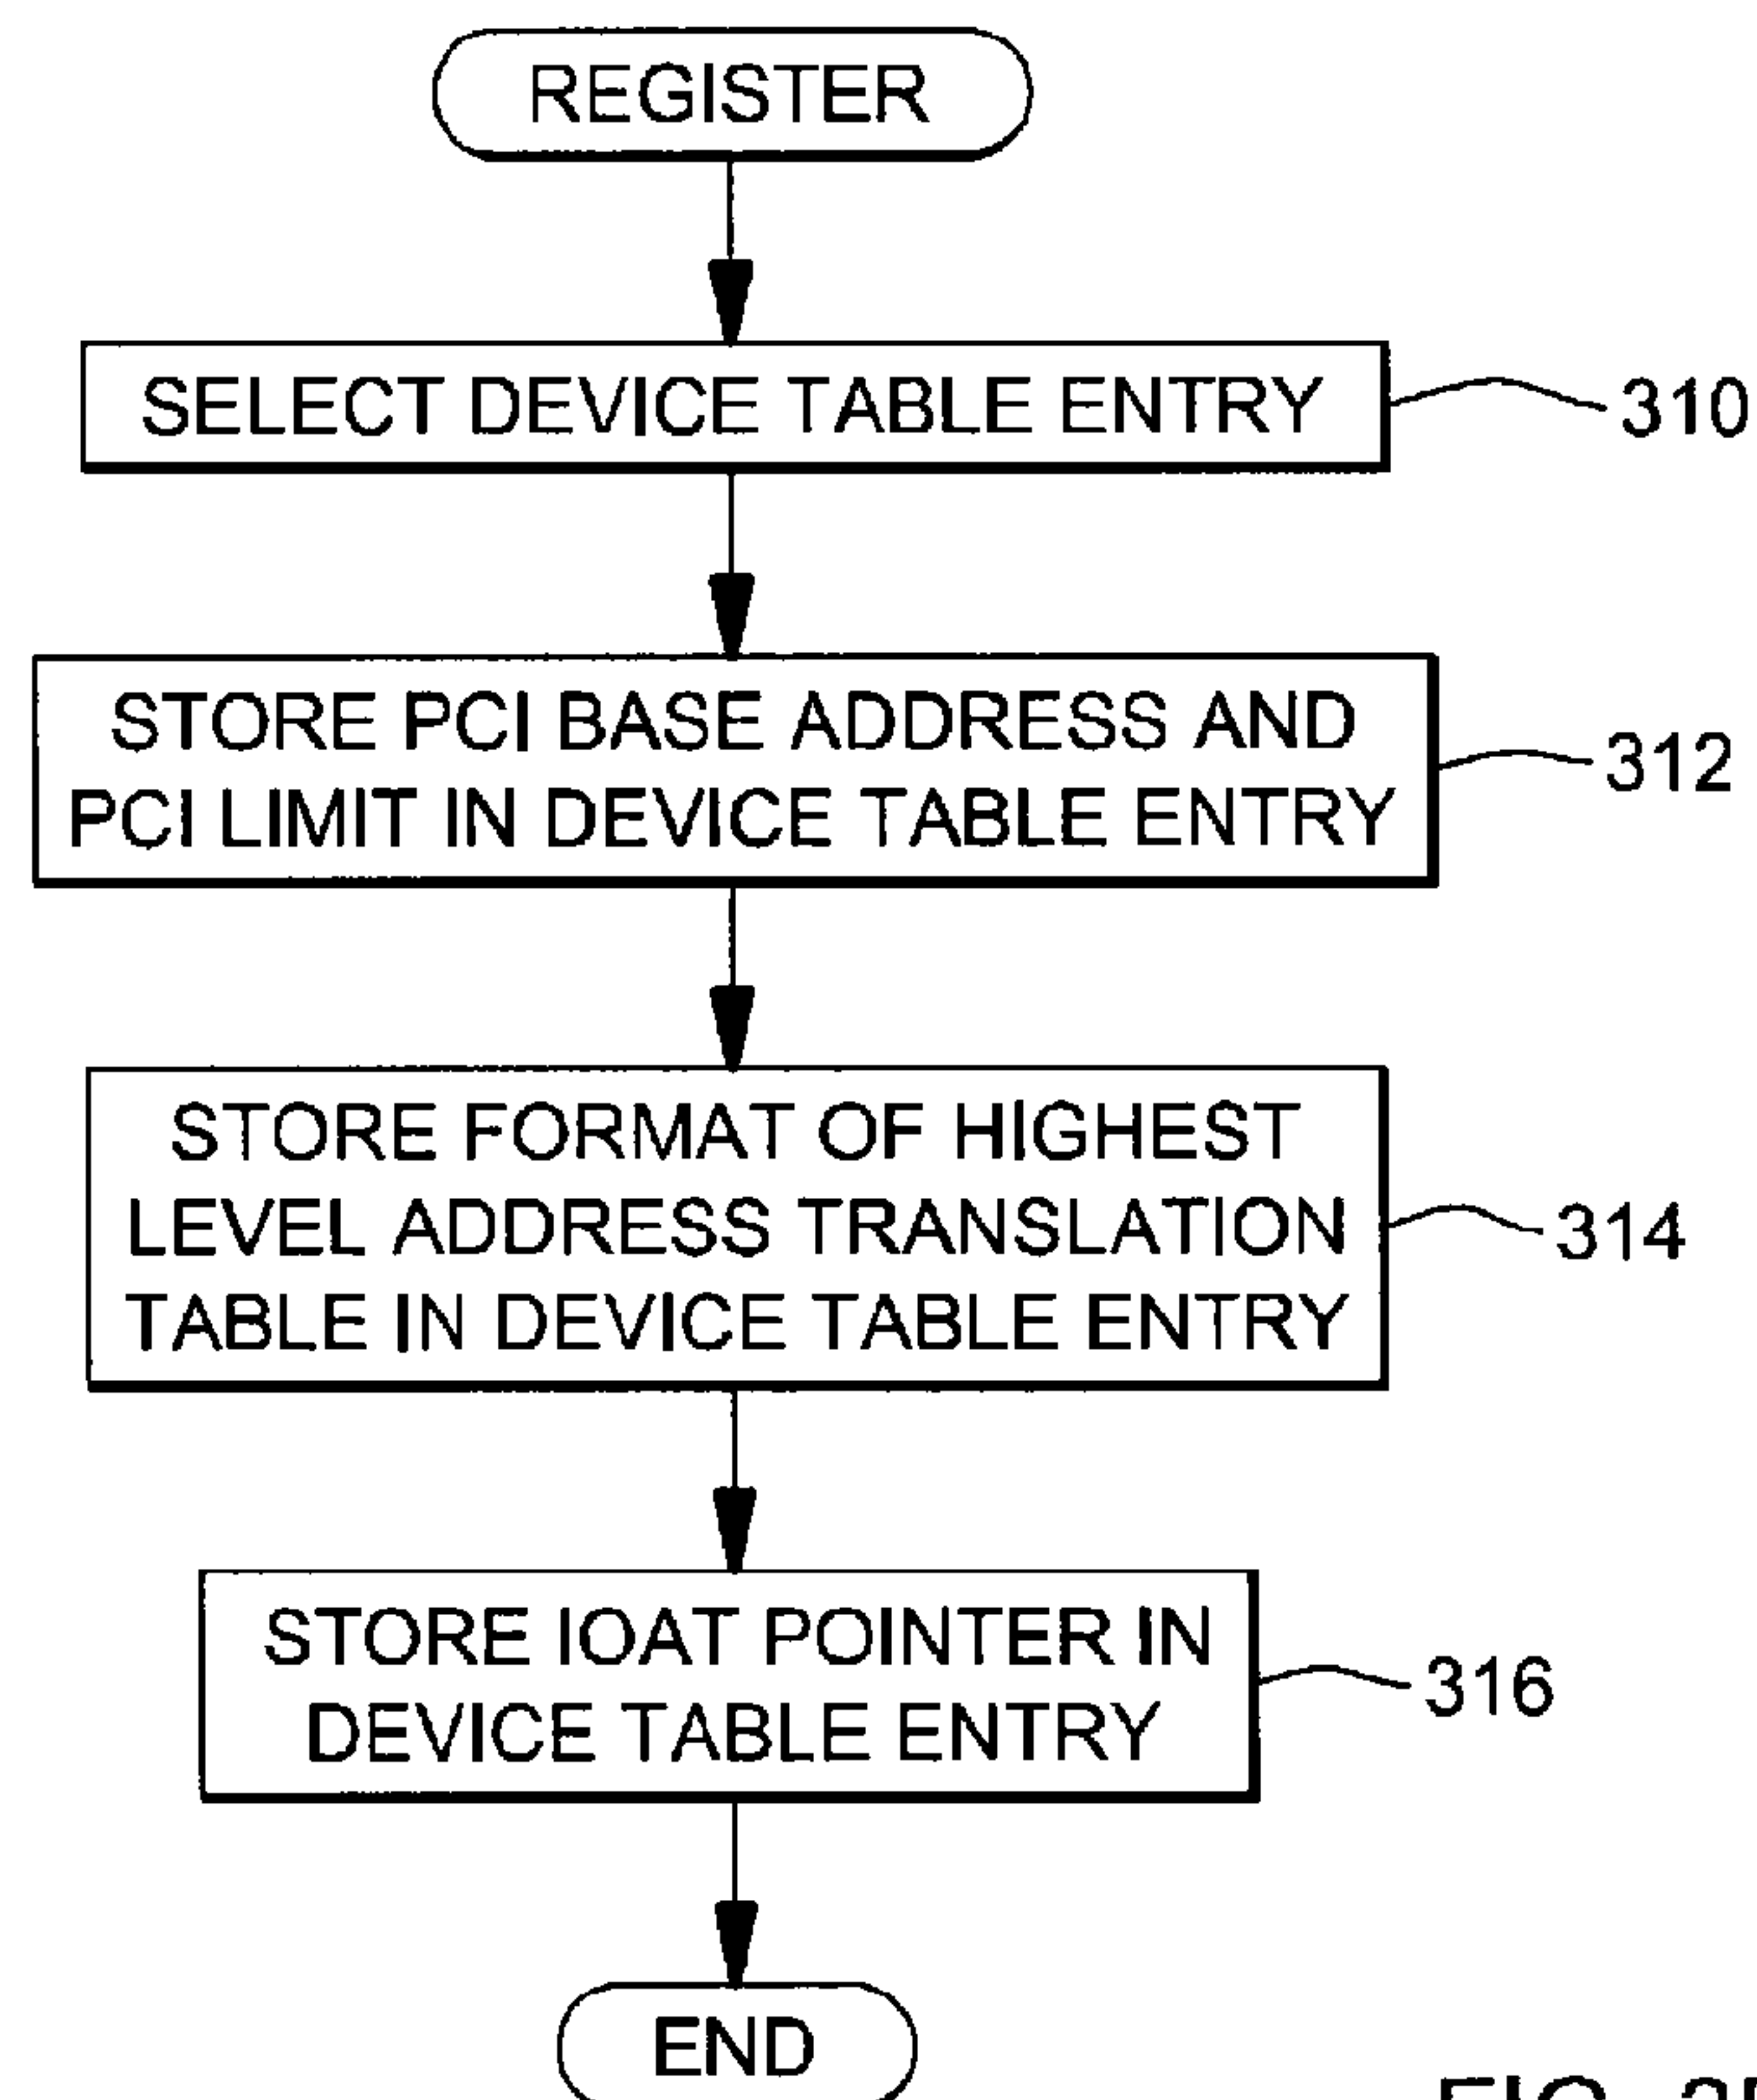 REGISTER
SELECT DEVICE TABLE ENTRY
310
STORE PCI BASE ADDRESS AND
PCI LIMIT IN DEVICE TABLE ENTRY
312
STORE FORMAT OF HIGHEST
LEVEL ADDRESS TRANSLATION
TABLE IN DEVICE TABLE ENTRY
314
STORE IOAT POINTER IN
DEVICE TABLE ENTRY
316
END